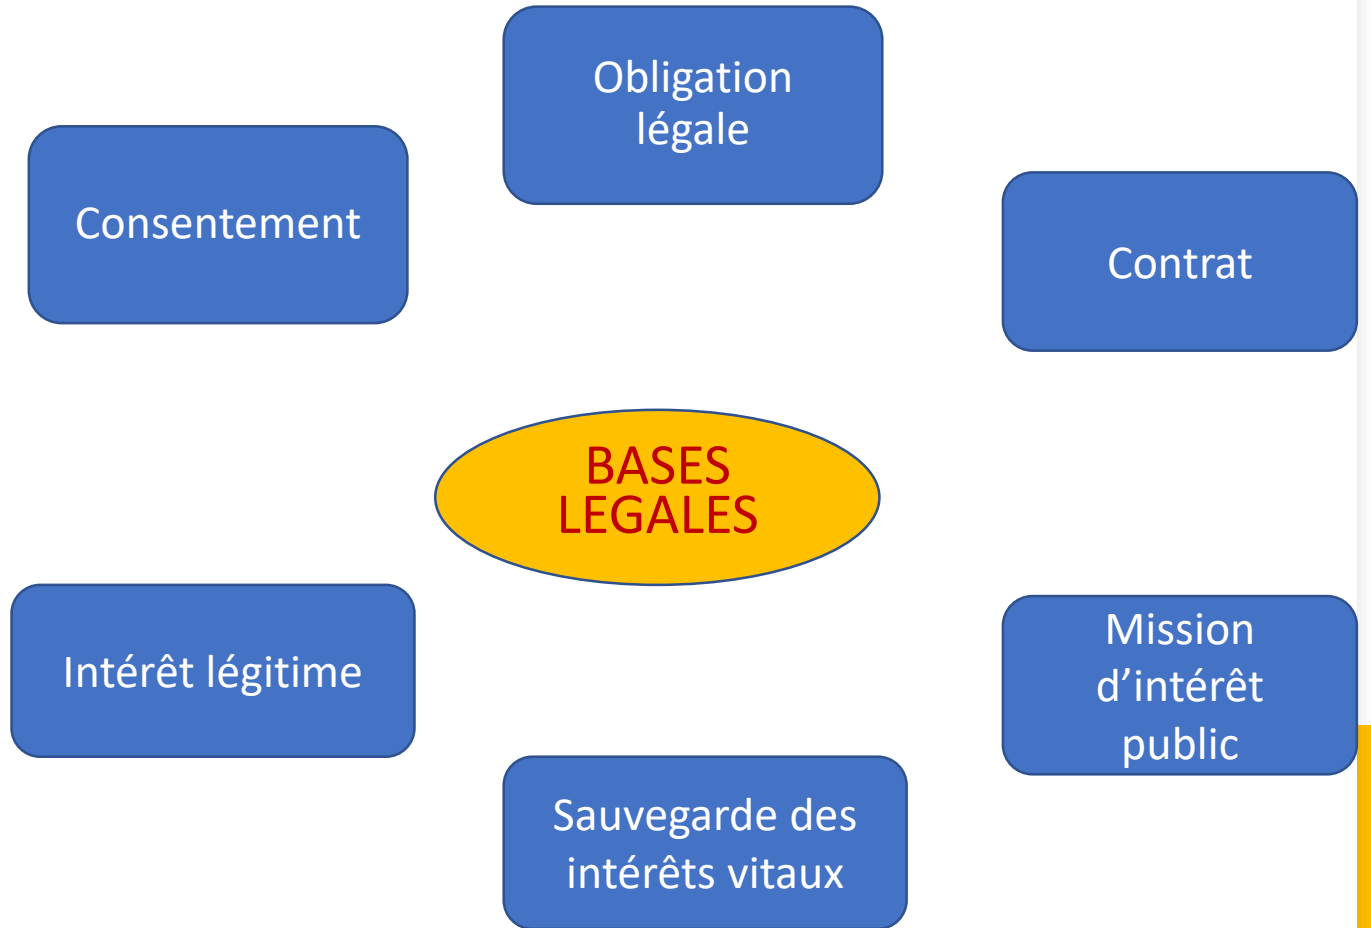 Obligation
légale
Consentement
Contrat
BASES
LEGALES
Intérêt légitime
Mission
d’intérêt
public
Sauvegarde des
intérêts vitaux